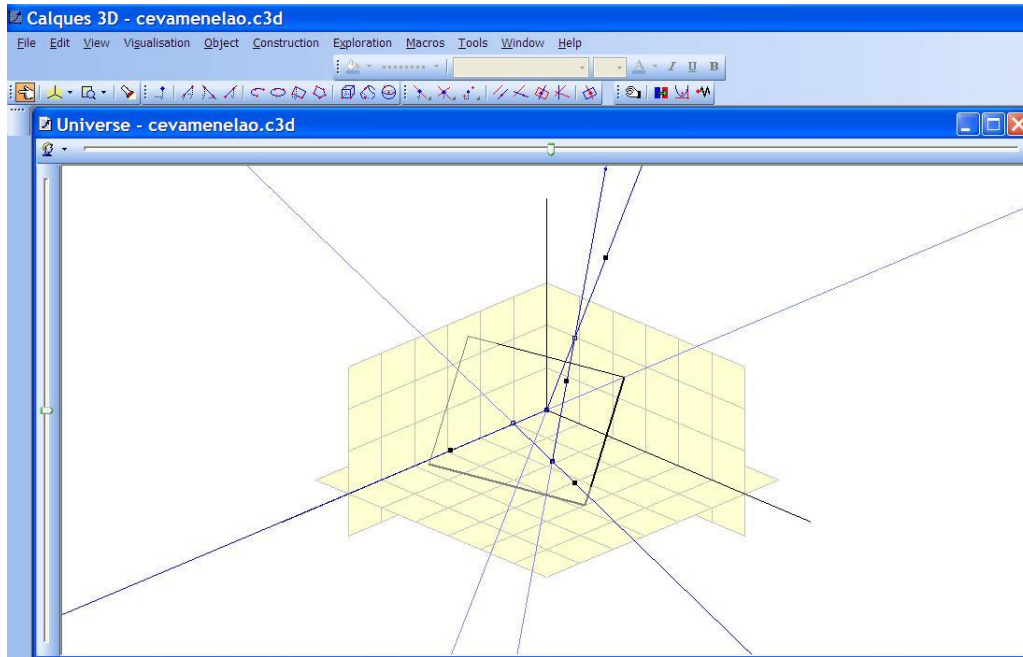 Calques 3D - cevamenelao.c3d
File Edit View Visualisation Object Construction Exploration Macros Tools Window Help
A I U B
Universe - cevamenelao.c3d